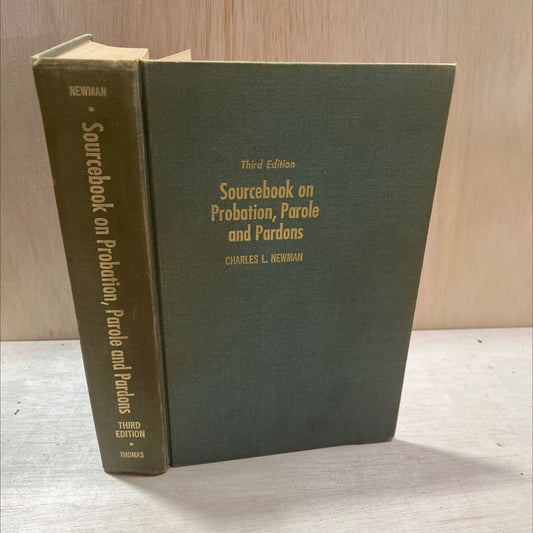 NEWMAN
•
Sourcebook on Probation, Parole and Pardons
THIRD
EDITION
•
THOMAS
Third Edition
Sourcebook on
Probation, Parole
and Pardons
CHARLES L. NEWMAN